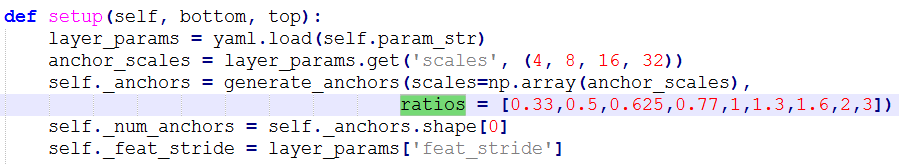 def setup(self, bottom, top):
    layer_params = yaml.load(self.param_str)
    anchor_scales = layer_params.get('scales', (4, 8, 16, 32))
    self._anchors = generate_anchors(scales=np.array(anchor_scales),
                                     ratios = [0.33,0.5,0.625,0.77,1,1.3,1.6,2,3])
    self._num_anchors = self._anchors.shape[0]
    self._feat_stride = layer_params['feat_stride']